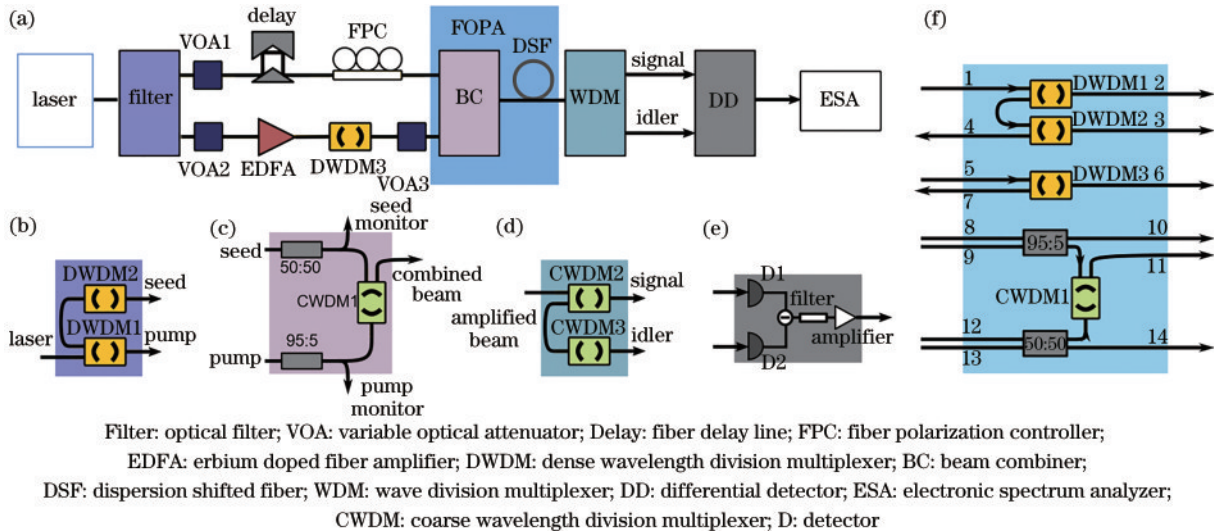 (a)
delay
VOA1
FPC
FOPA
DSF
laser
filter
BC
WDM
signal
idler
DD
ESA
VOA2
EDFA
DWDM3
VOA3
(b)
DWDM2
seed
DWDM1
laser
pump
(c)
seed monitor
seed
50:50
combined beam
CWDM1
95:5
pump
pump monitor
(d)
CWDM2
signal
amplified beam
CWDM3
idler
(e)
D1
filter
amplifier
D2
(f)
1
DWDM1 2
4
DWDM2 3
5
DWDM3 6
7
8
95:5
10
9
11
CWDM1
12
50:50
14
13
Filter: optical filter; VOA: variable optical attenuator; Delay: fiber delay line; FPC: fiber polarization controller;
EDFA: erbium doped fiber amplifier; DWDM: dense wavelength division multiplexer; BC: beam combiner;
DSF: dispersion shifted fiber; WDM: wave division multiplexer; DD: differential detector; ESA: electronic spectrum analyzer;
CWDM: coarse wavelength division multiplexer; D: detector